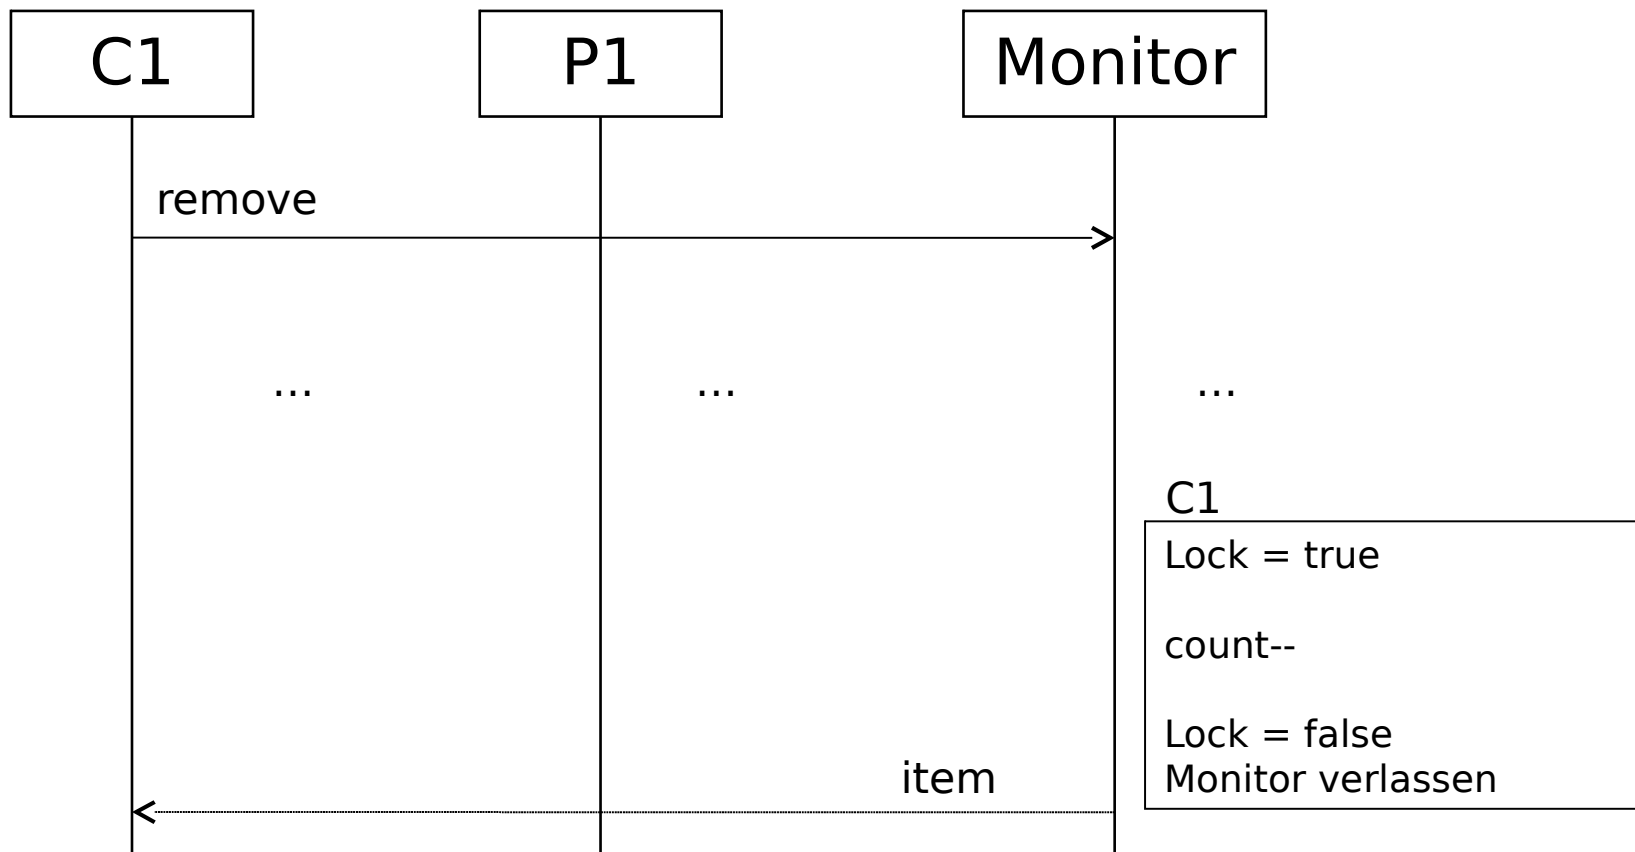 C1
P1
Monitor
remove
...
...
...
C1
Lock = true
count--
Lock = false
Monitor verlassen
item